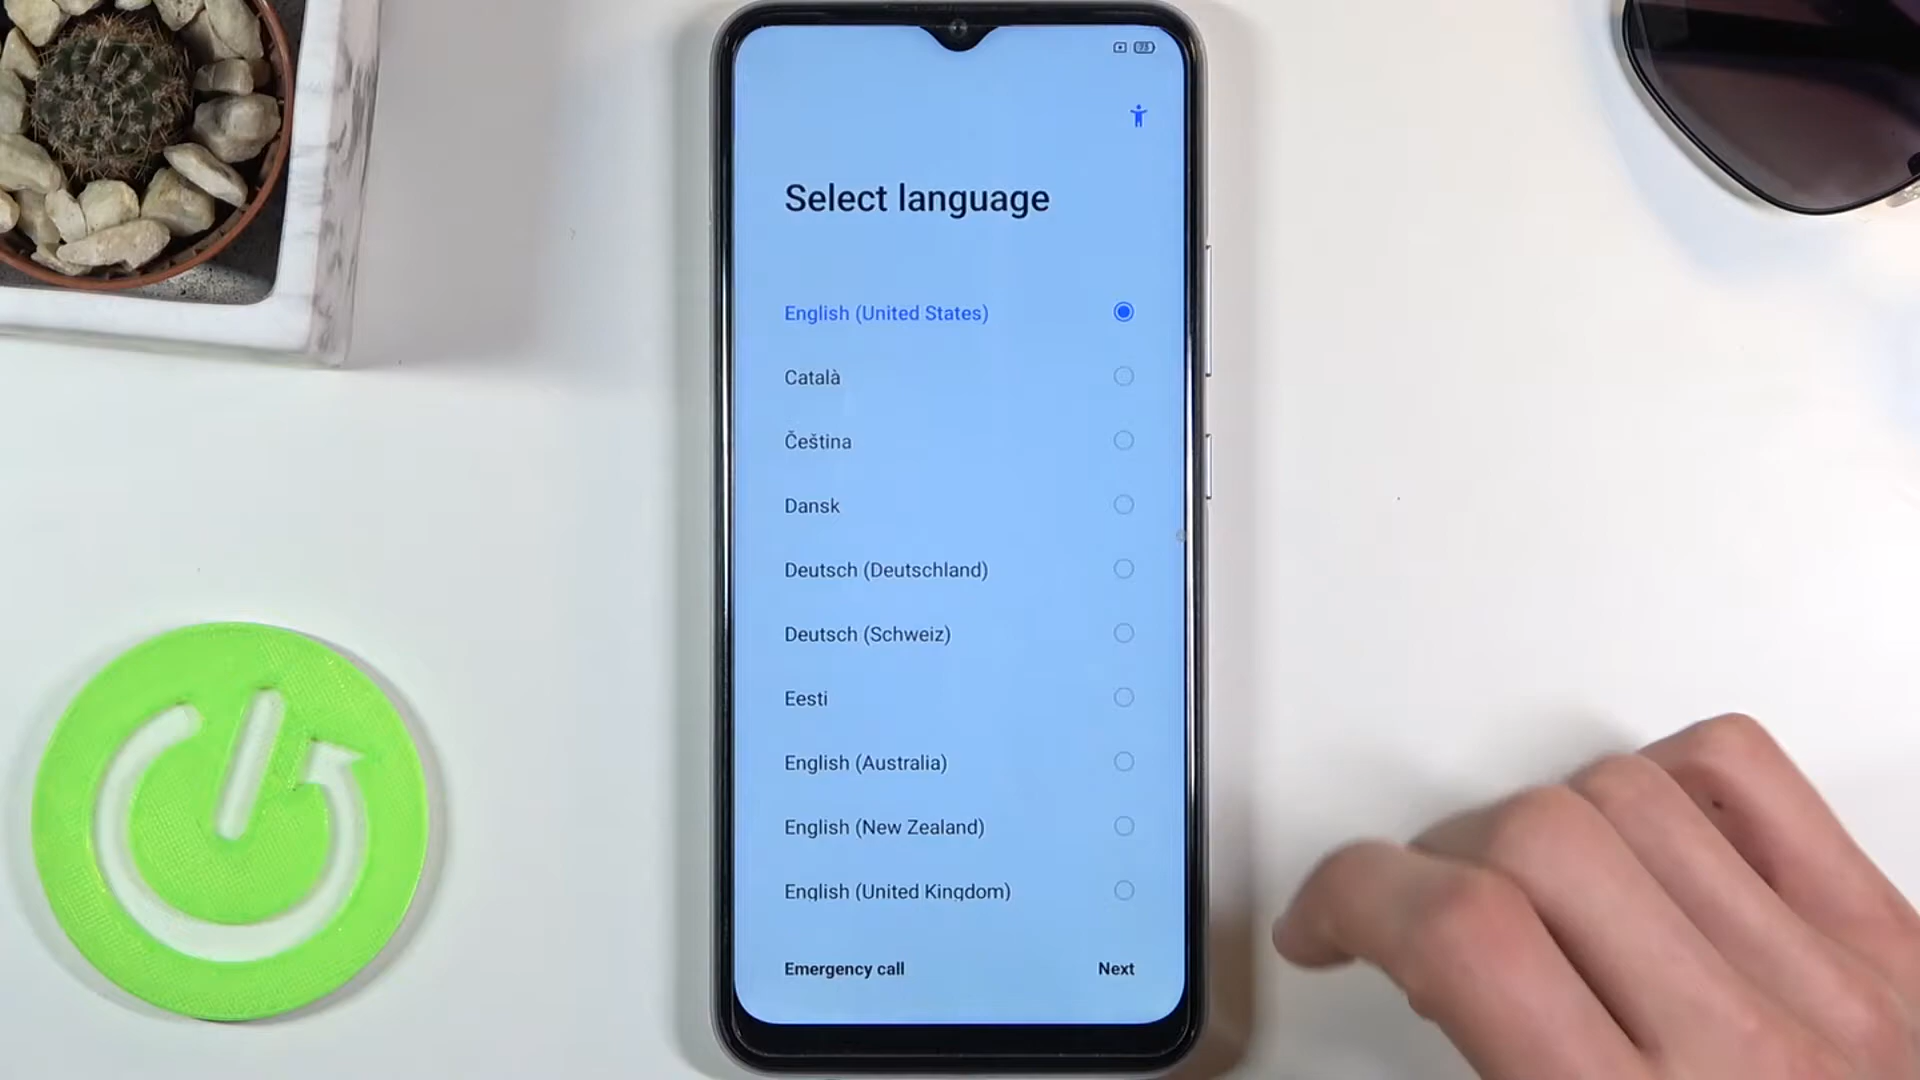 73
Select language
English (United States)
Català
Čeština
Dansk
Deutsch (Deutschland)
Deutsch (Schweiz)
Eesti
English (Australia)
English (New Zealand)
English (United Kingdom)
Emergency call
Next